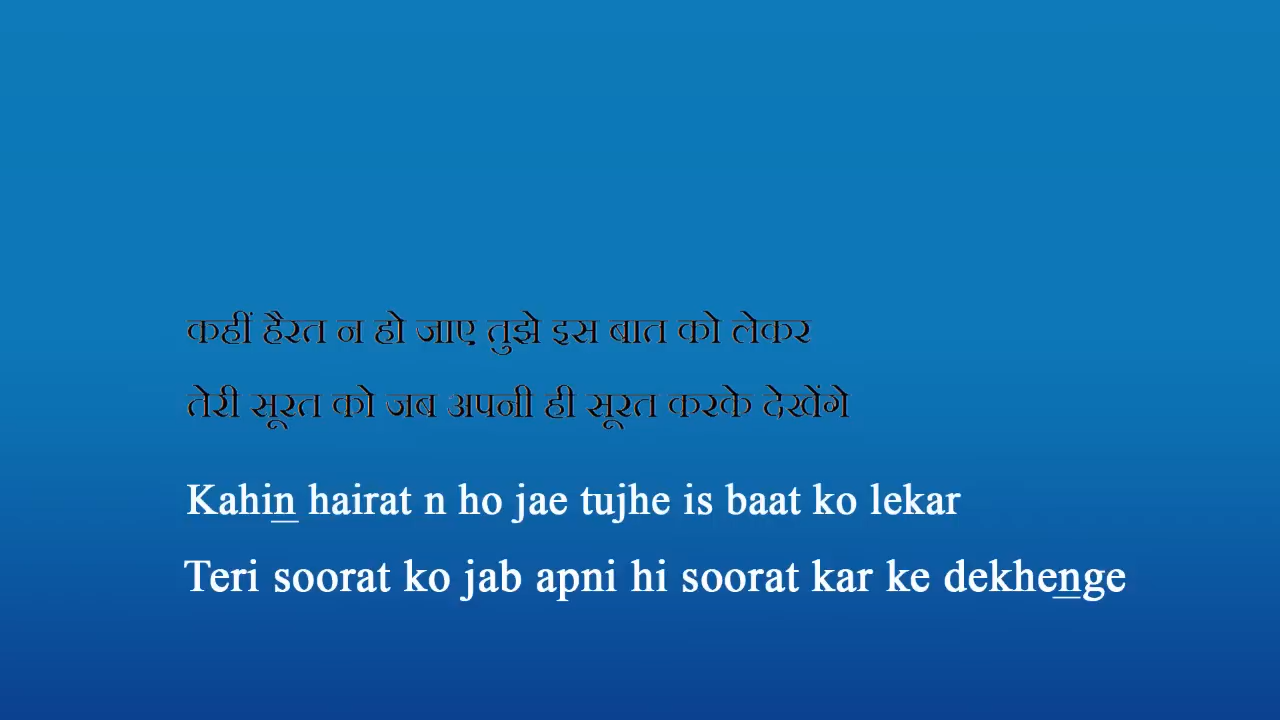 कहीं हैरत न हो जाए तुझे इस बात को लेकर
तेरी सूरत को जब अपनी ही सूरत करके देखेंगे
Kahin hairat n ho jae tujhe is baat ko lekar
Teri soorat ko jab apni hi soorat kar ke dekhenge